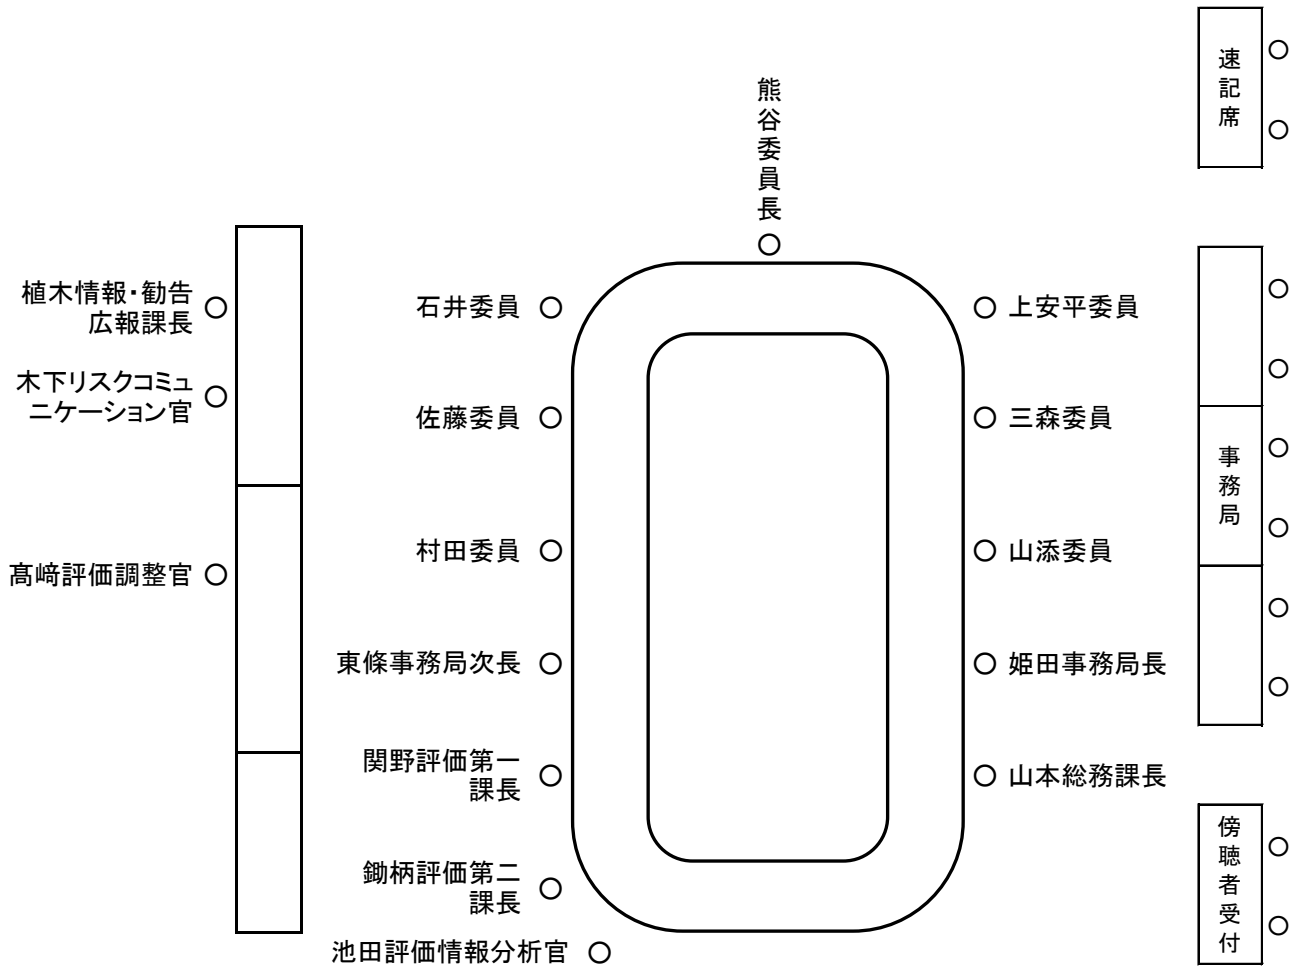 速記席
熊谷委員長
植木情報・勧告
広報課長
石井委員
上安平委員
木下リスクコミュ
ニケーション官
佐藤委員
三森委員
事務局
村田委員
山添委員
髙﨑評価調整官
東條事務局次長
姫田事務局長
関野評価第一
課長
山本総務課長
傍聴者受付
鋤柄評価第二
課長
池田評価情報分析官